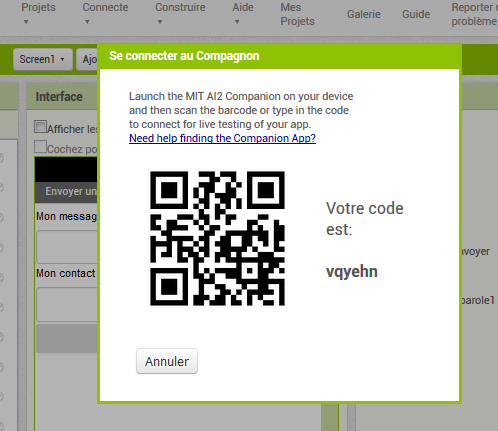 Projets
Connecte
Construire
Aide
Mes
Projets
Galerie
Guide
Reporter
problème
Screen1
Ajo
Se connecter au Compagnon
Interface
Launch the MIT AI2 Companion on your device
and then scan the barcode or type in the code
to connect for live testing of your app.
Need help finding the Companion App?
Afficher les
Cochez po
Envoyer un
Mon messag
Mon contact
Votre code
est:
vqyehn
nvoyer
parole1
Annuler